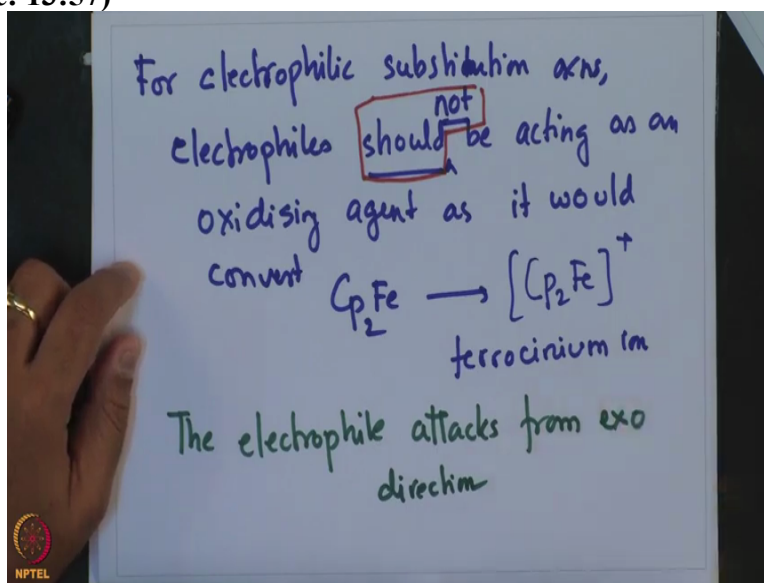 For electrophilic substitution rxns,
not
electrophiles should be acting as an
oxidising agent as it would
convert Cp₂Fe → [Cp₂Fe]⁺
ferrocinium ion
The electrophile attacks from exo
direction
NPTEL